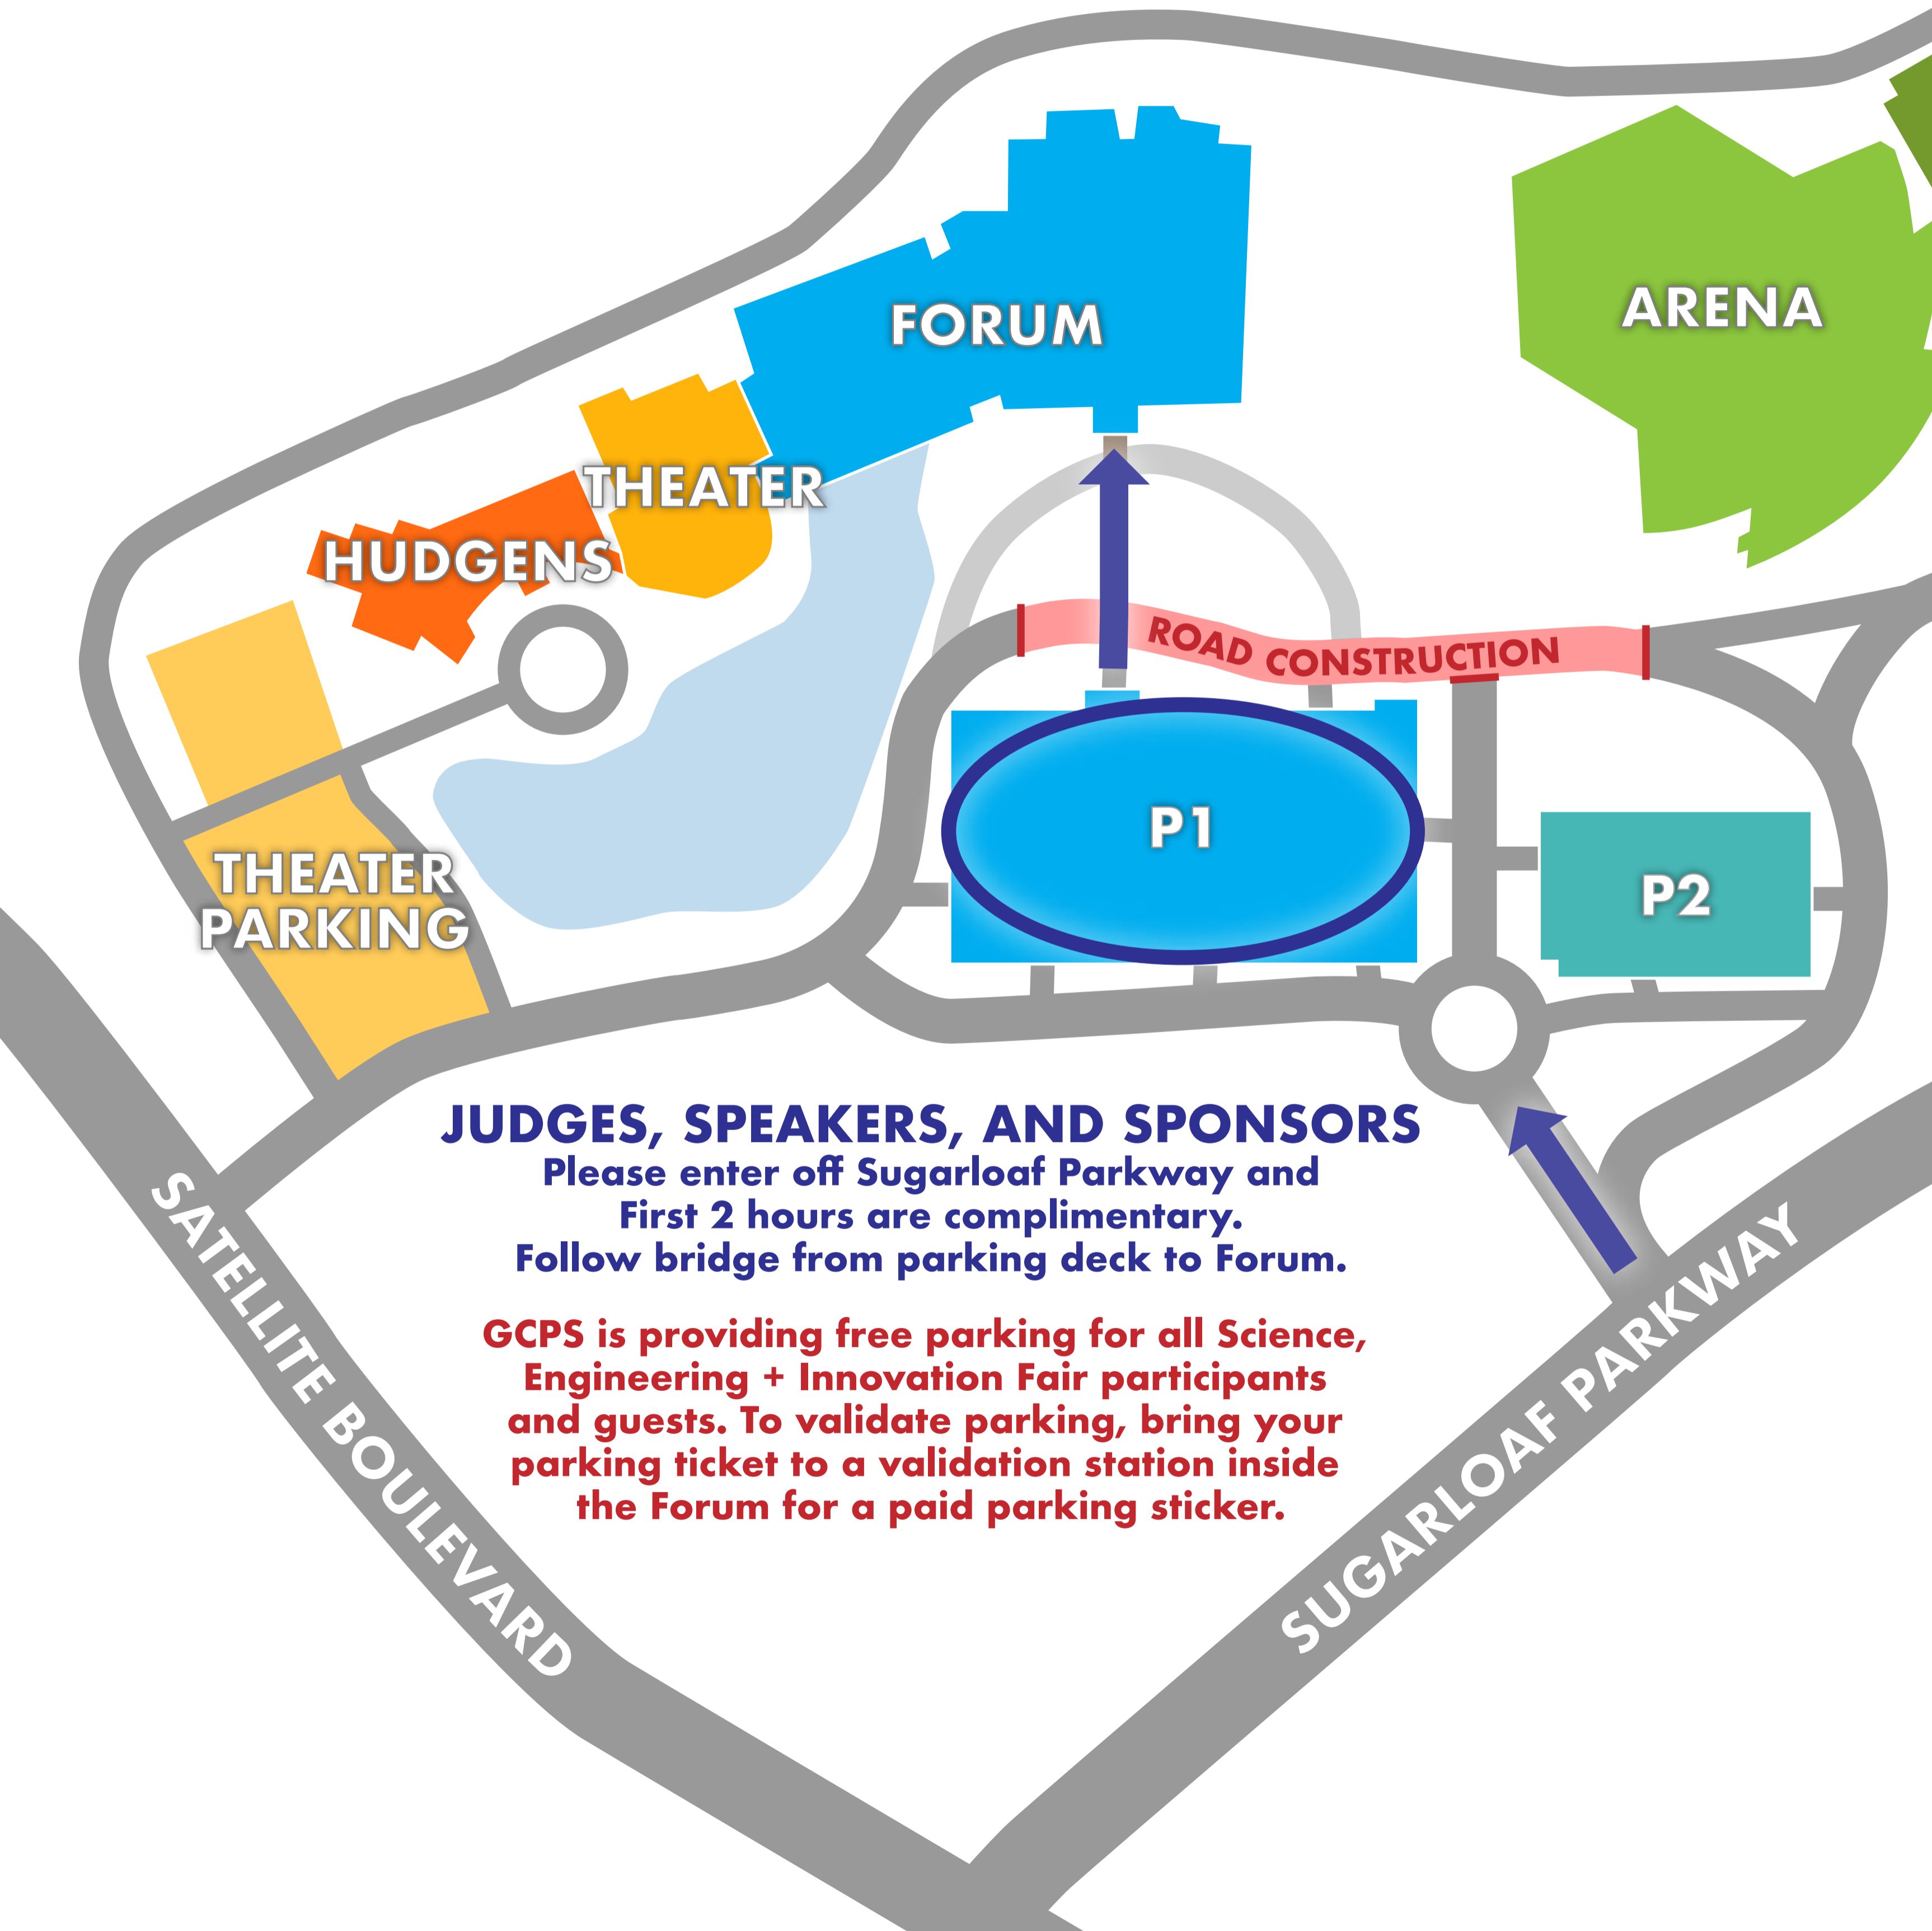 FORUM
ARENA
THEATER
HUDGENS
ROAD CONSTRUCTION
P1
P2
THEATER
PARKING
JUDGES, SPEAKERS, AND SPONSORS
Please enter off Sugarloaf Parkway and
First 2 hours are complimentary.
Follow bridge from parking deck to Forum.
GCPS is providing free parking for all Science,
Engineering + Innovation Fair participants
and guests. To validate parking, bring your
parking ticket to a validation station inside
the Forum for a paid parking sticker.
SATELLITE BOULEVARD
SUGARLOAF PARKWAY